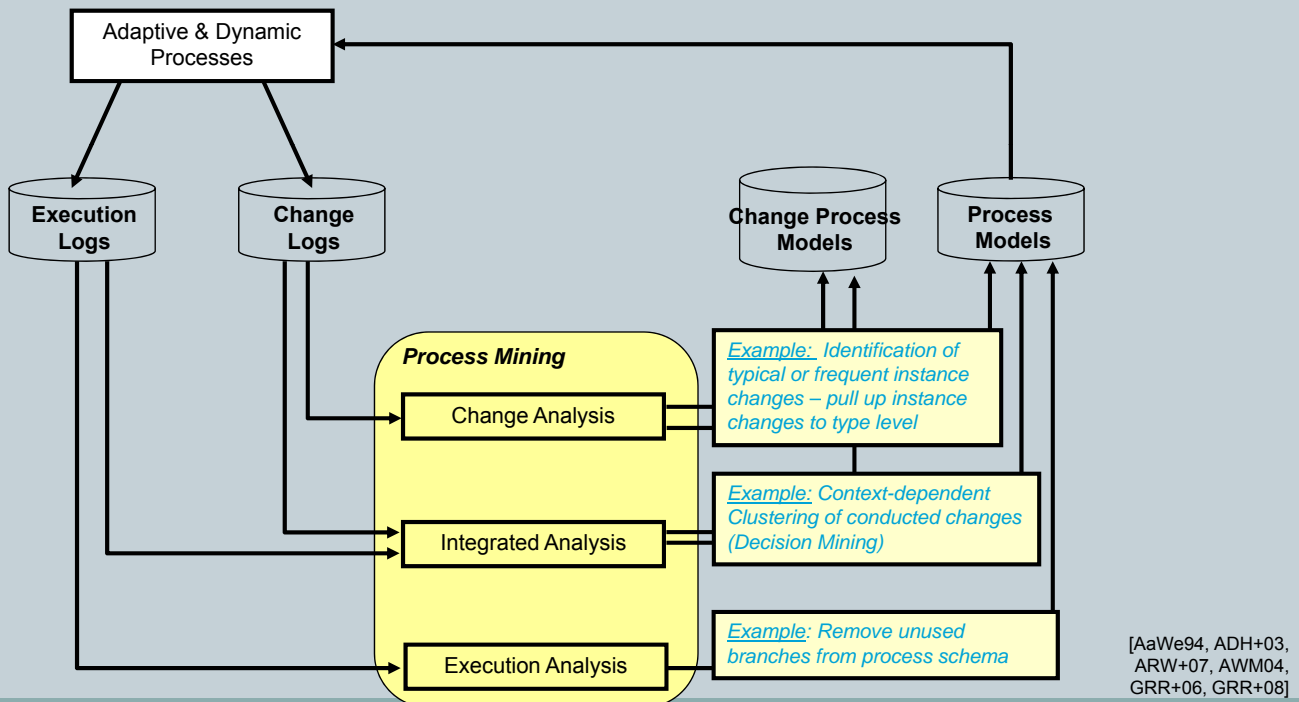 Adaptive & Dynamic
Processes
Execution
Logs
Change
Logs
Change Process
Models
Process
Models
Process Mining
Change Analysis
Example: Identification of
typical or frequent instance
changes – pull up instance
changes to type level
Integrated Analysis
Example: Context-dependent
Clustering of conducted changes
(Decision Mining)
Execution Analysis
Example: Remove unused
branches from process schema
[AaWe94, ADH+03,
ARW+07, AWM04,
GRR+06, GRR+08]